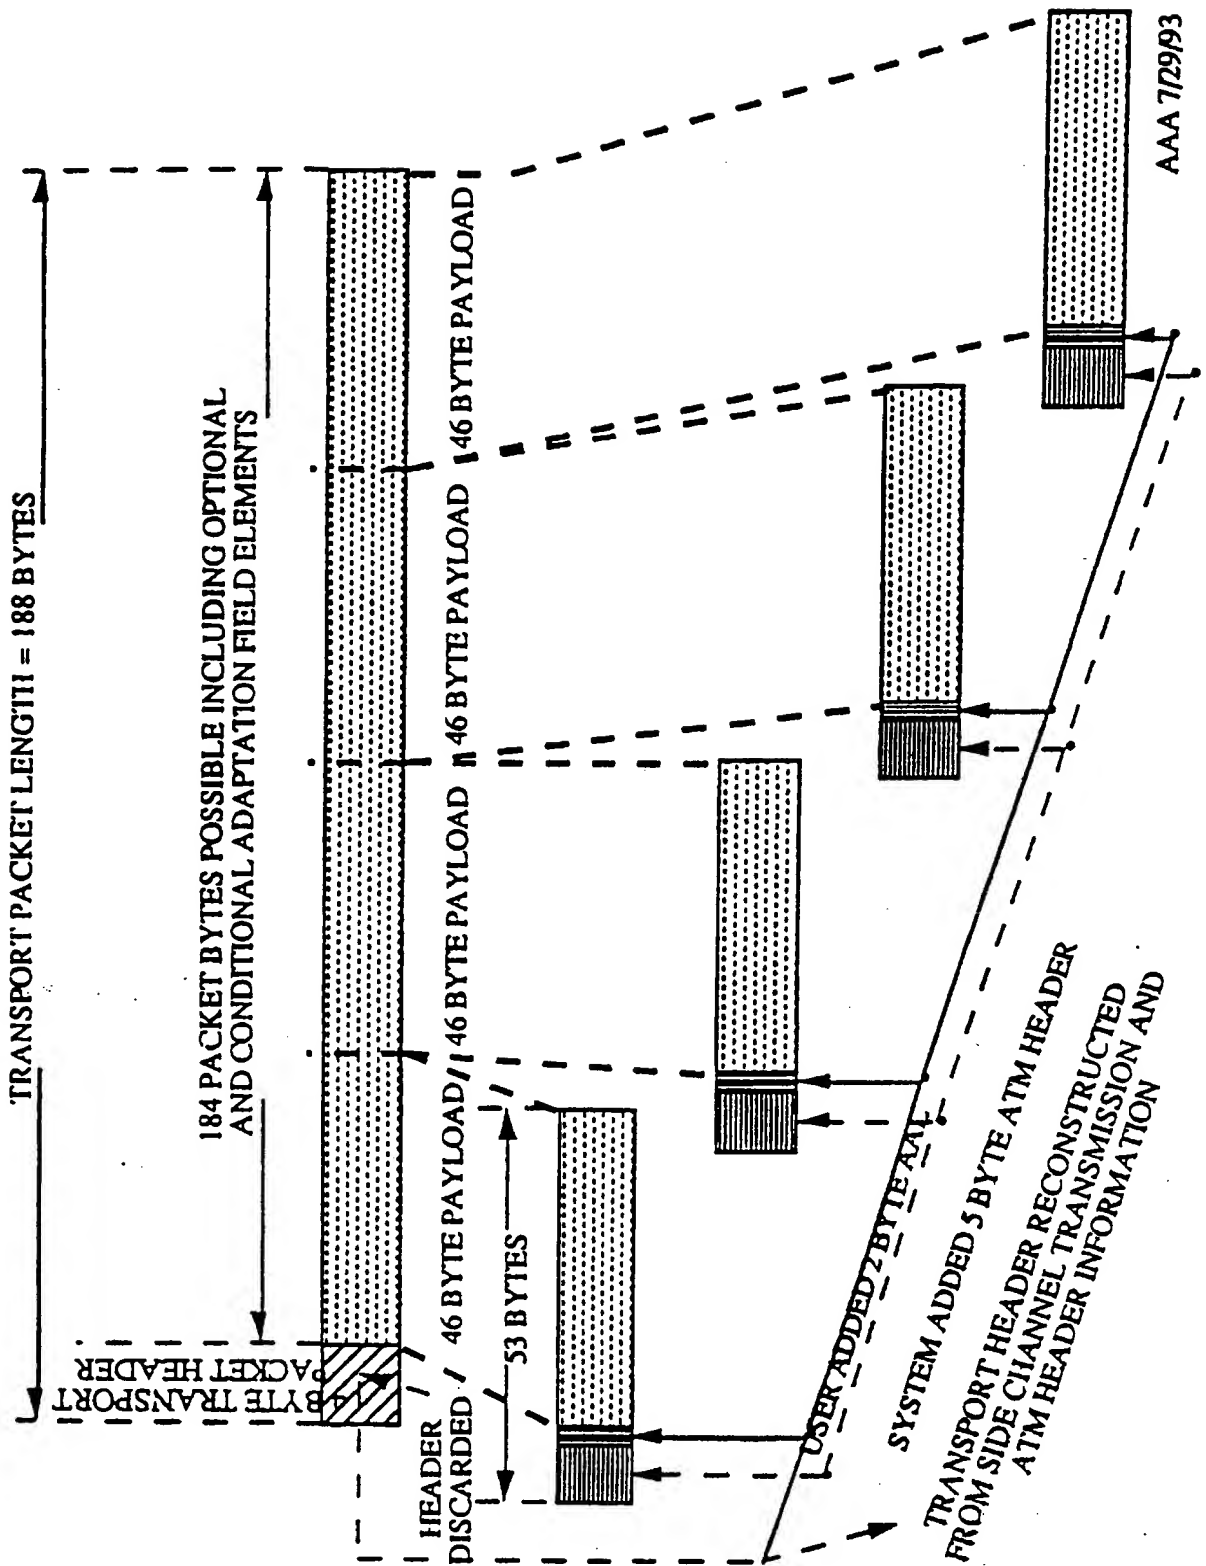 TRANSPORT PACKET LENGTH = 188 BYTES
184 PACKET BYTES POSSIBLE INCLUDING OPTIONAL
AND CONDITIONAL ADAPTATION FIELD ELEMENTS
4
BYTE TRANSPORT
PACKET HEADER
HEADER
DISCARDED
46 BYTE PAYLOAD
46 BYTE PAYLOAD
46 BYTE PAYLOAD
46 BYTE PAYLOAD
53 BYTES
USER ADDED 2 BYTE AAL
SYSTEM ADDED 5 BYTE ATM HEADER
TRANSPORT HEADER RECONSTRUCTED
FROM SIDE CHANNEL TRANSMISSION AND
ATM HEADER INFORMATION
AAA 7/29/93